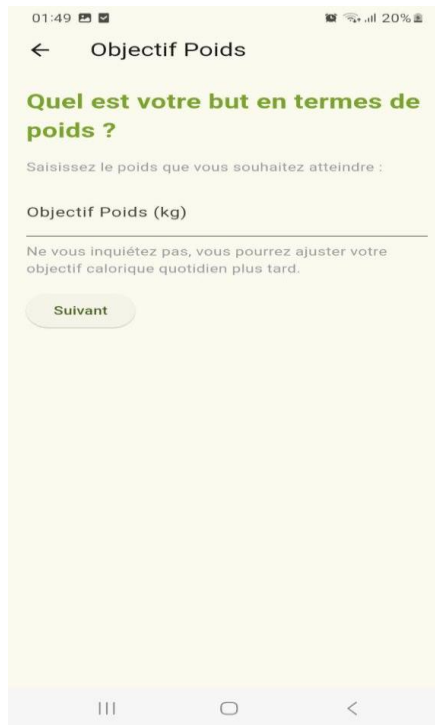 01:49 20%
Objectif Poids
Quel est votre but en termes de
poids ?
Saisissez le poids que vous souhaitez atteindre :
Objectif Poids (kg)
Ne vous inquiétez pas, vous pourrez ajuster votre
objectif calorique quotidien plus tard.
Suivant